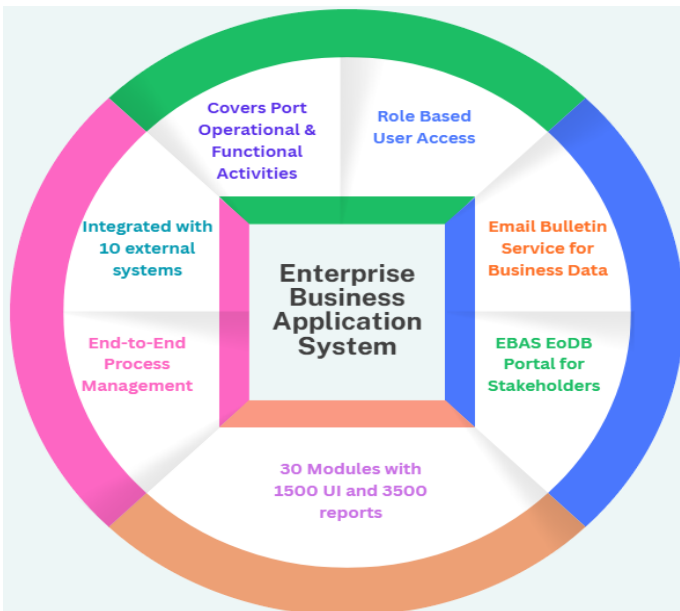 Covers Port
Operational &
Functional
Activities
Role Based
User Access
Integrated with
10 external
systems
Email Bulletin
Service for
Business Data
Enterprise
Business
Application
System
End-to-End
Process
Management
EBAS EoDB
Portal for
Stakeholders
30 Modules with
1500 UI and 3500
reports